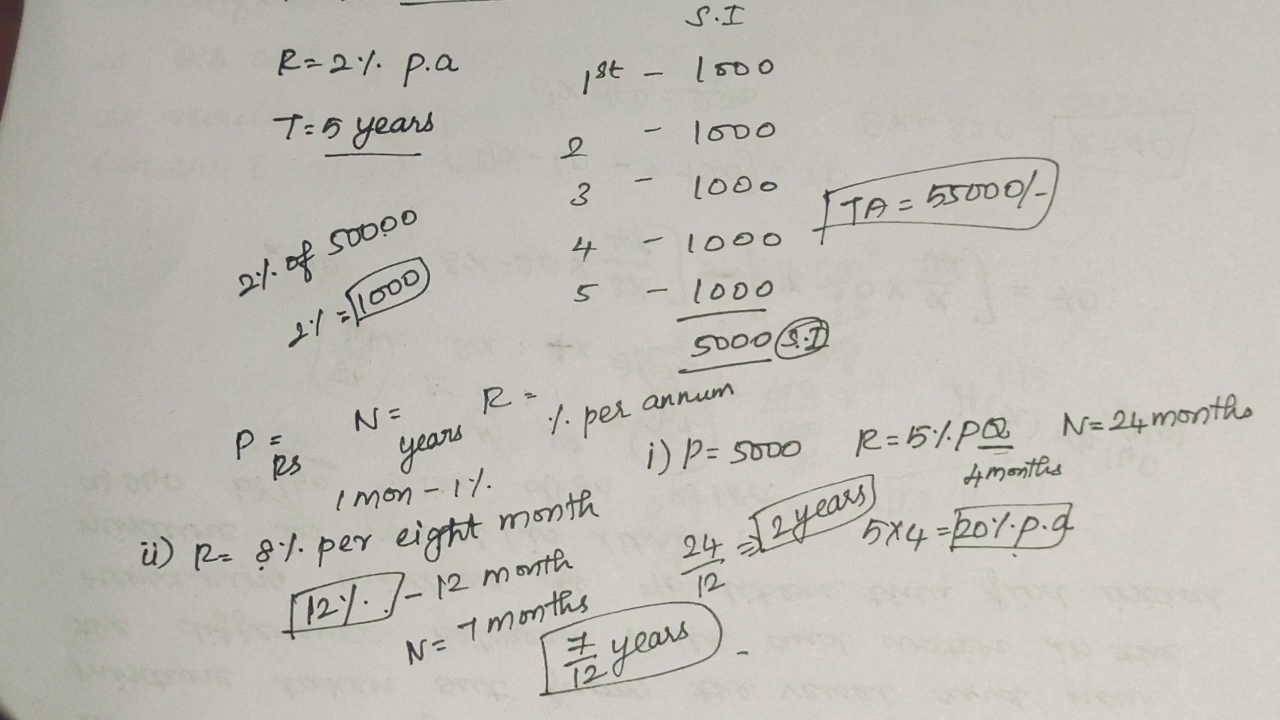 S.I
R=2% p.a
1st - 1000
T=5 years
2 - 1000
3 - 1000
TA = 55000/-
2% of 50000
4 - 1000
2% = 1000
5 - 1000
5000 S.I
P = Rs
N = years
R = % per annum
1 mon - 1%
i) P= 5000 R=5% PQ N=24 months
4 months
24/12 => 2 years
5x4 = 20% p.a
ii) R= 8% per eight month
12% - 12 month
N= 7 months
7/12 years